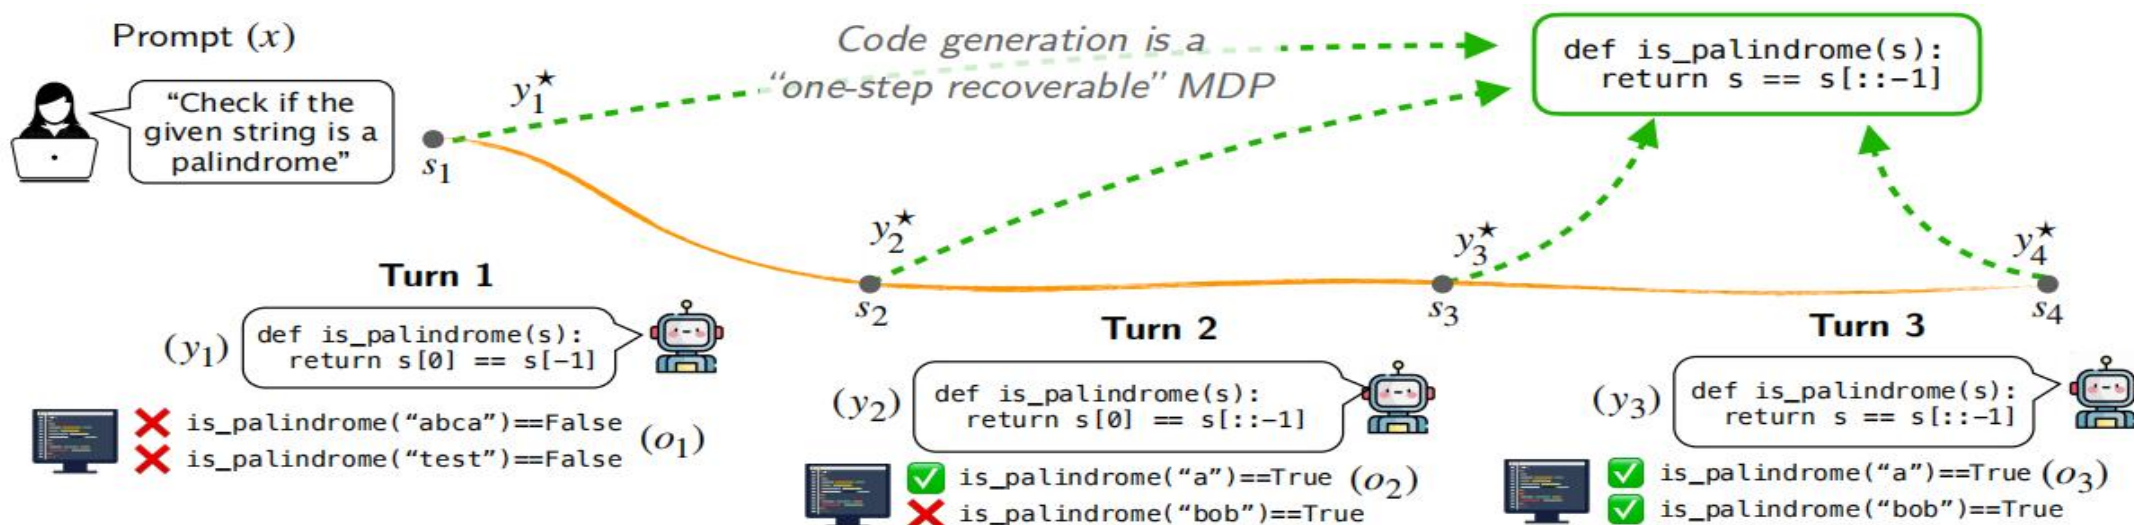 Prompt (x)
“Check if the
given string is a
palindrome”
Code generation is a
“one-step recoverable” MDP
def is_palindrome(s):
return s == s[::−1]
y₁★
s₁
y₂★
s₂
y₃★
s₃
y₄★
s₄
Turn 1
(y₁)
def is_palindrome(s):
return s[0] == s[−1]
is_palindrome(“abca”)==False
is_palindrome(“test”)==False
(o₁)
Turn 2
(y₂)
def is_palindrome(s):
return s[0] == s[::−1]
is_palindrome(“a”)==True (o₂)
is_palindrome(“bob”)==True
Turn 3
(y₃)
def is_palindrome(s):
return s == s[::−1]
is_palindrome(“a”)==True (o₃)
is_palindrome(“bob”)==True